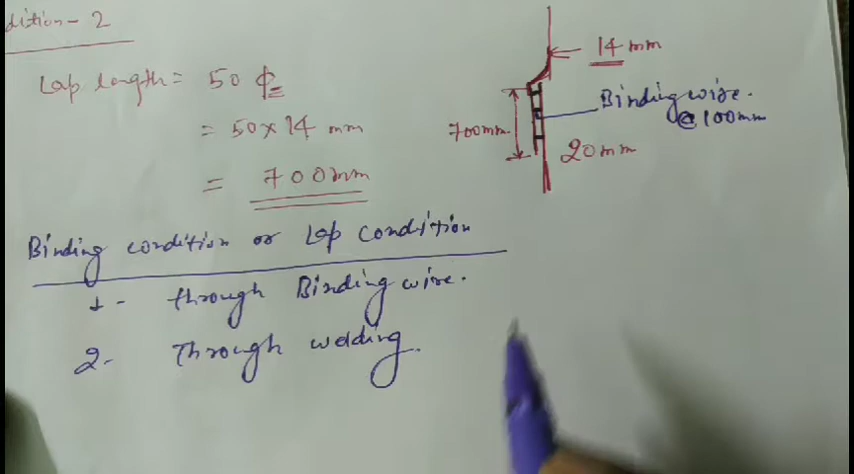 dition - 2
Lap length = 50 ϕ
= 50 x 14 mm
= 700mm
14 mm
Binding wire.
@ 100mm
700mm
20mm
Binding condition or Lap condition
1 - through Binding wire.
2 - Through welding.